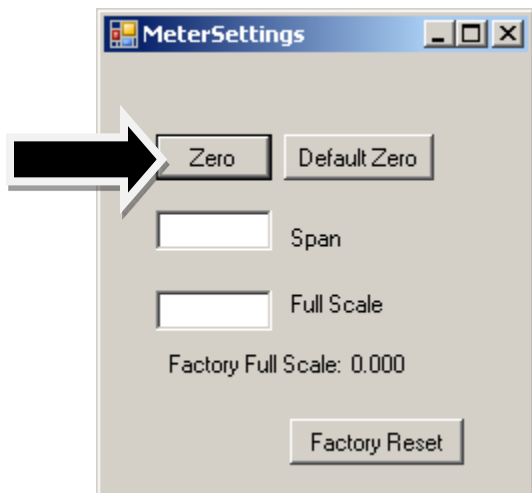 MeterSettings
Zero Default Zero
Span
Full Scale
Factory Full Scale: 0.000
Factory Reset